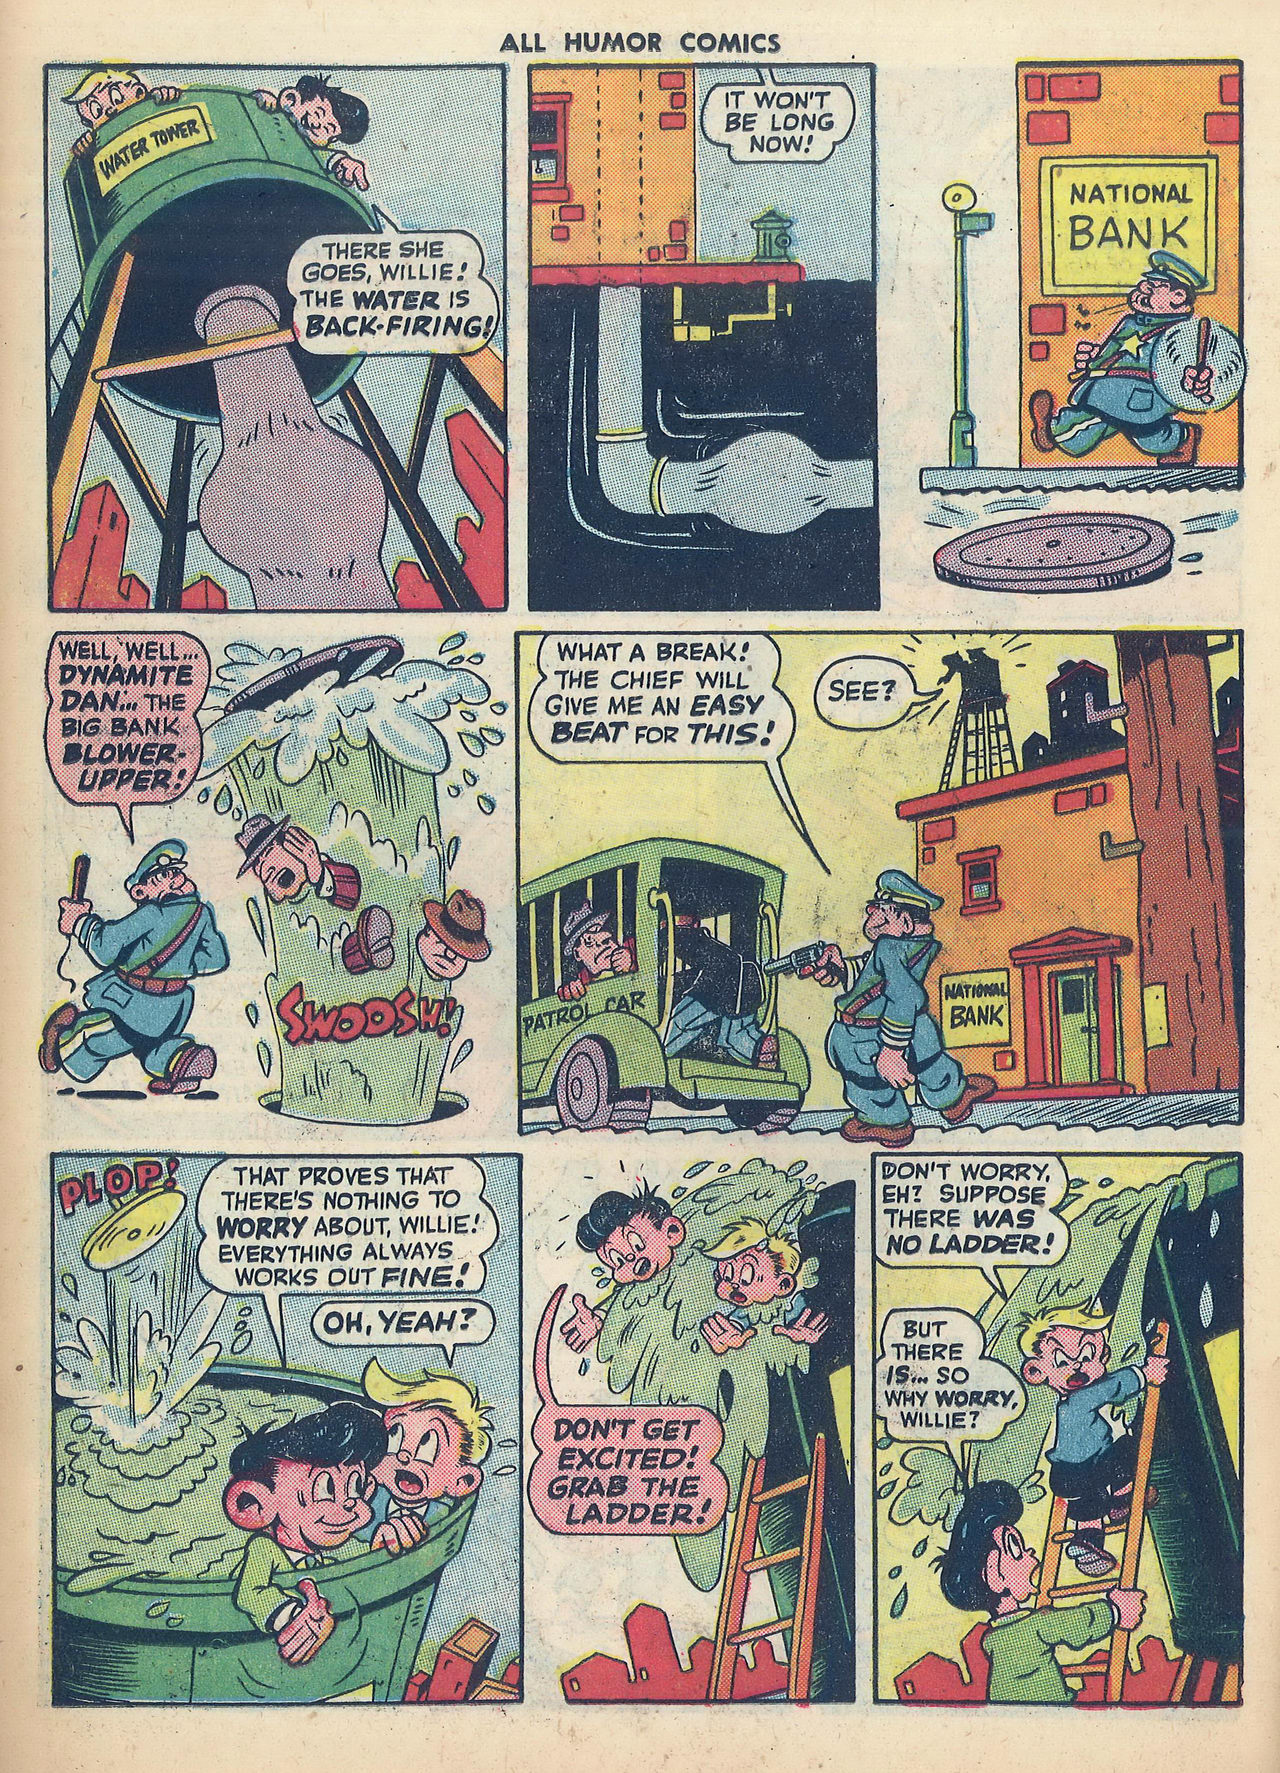 ALL HUMOR COMICS
WATER TOWER
THERE SHE
GOES, WILLIE!
THE WATER IS
BACK-FIRING!
IT WON'T
BE LONG
NOW!
NATIONAL
BANK
WELL, WELL...
DYNAMITE
DAN... THE
BIG BANK
BLOWER-
UPPER!
SWOOSH!
WHAT A BREAK!
THE CHIEF WILL
GIVE ME AN EASY
BEAT FOR THIS!
SEE?
PATROL CAR
NATIONAL
BANK
PLOP!
THAT PROVES THAT
THERE'S NOTHING TO
WORRY ABOUT, WILLIE!
EVERYTHING ALWAYS
WORKS OUT FINE!
OH, YEAH?
DON'T GET
EXCITED!
GRAB THE
LADDER!
DON'T WORRY,
EH? SUPPOSE
THERE WAS
NO LADDER!
BUT
THERE
IS... SO
WHY WORRY,
WILLIE?